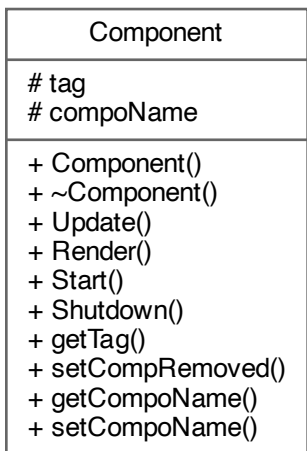 Component
# tag
# compoName
+ Component()
+ ~Component()
+ Update()
+ Render()
+ Start()
+ Shutdown()
+ getTag()
+ setCompRemoved()
+ getCompoName()
+ setCompoName()